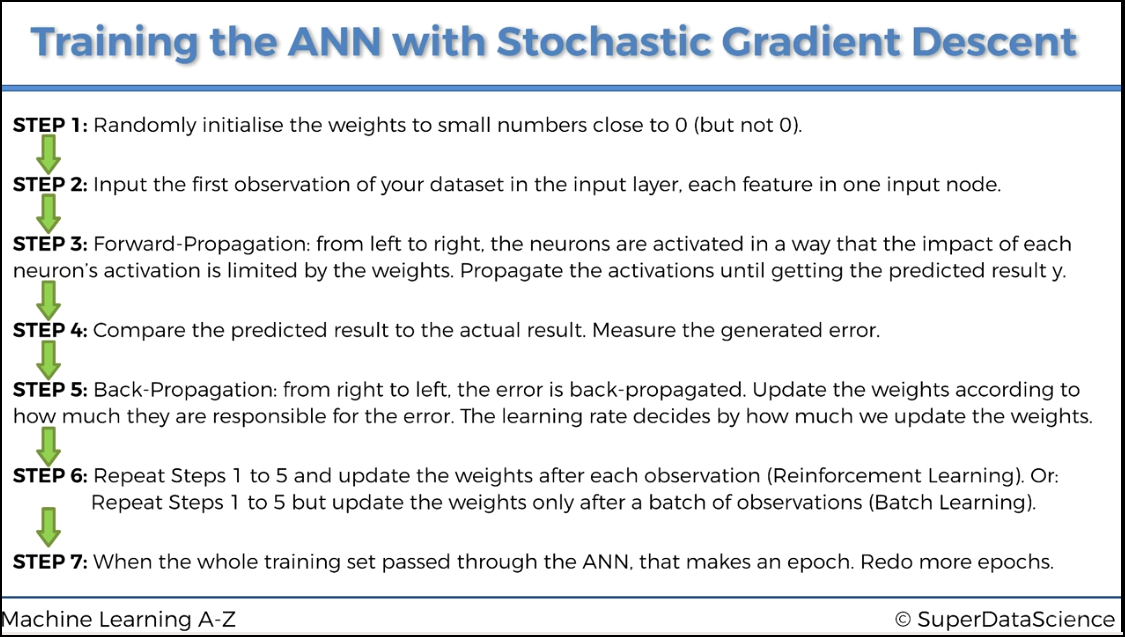 Training the ANN with Stochastic Gradient Descent
STEP 1: Randomly initialise the weights to small numbers close to 0 (but not 0).
STEP 2: Input the first observation of your dataset in the input layer, each feature in one input node.
STEP 3: Forward-Propagation: from left to right, the neurons are activated in a way that the impact of each
neuron's activation is limited by the weights. Propagate the activations until getting the predicted result y.
STEP 4: Compare the predicted result to the actual result. Measure the generated error.
STEP 5: Back-Propagation: from right to left, the error is back-propagated. Update the weights according to
how much they are responsible for the error. The learning rate decides by how much we update the weights.
STEP 6: Repeat Steps 1 to 5 and update the weights after each observation (Reinforcement Learning). Or:
Repeat Steps 1 to 5 but update the weights only after a batch of observations (Batch Learning).
STEP 7: When the whole training set passed through the ANN, that makes an epoch. Redo more epochs.
Machine Learning A-Z
© SuperDataScience